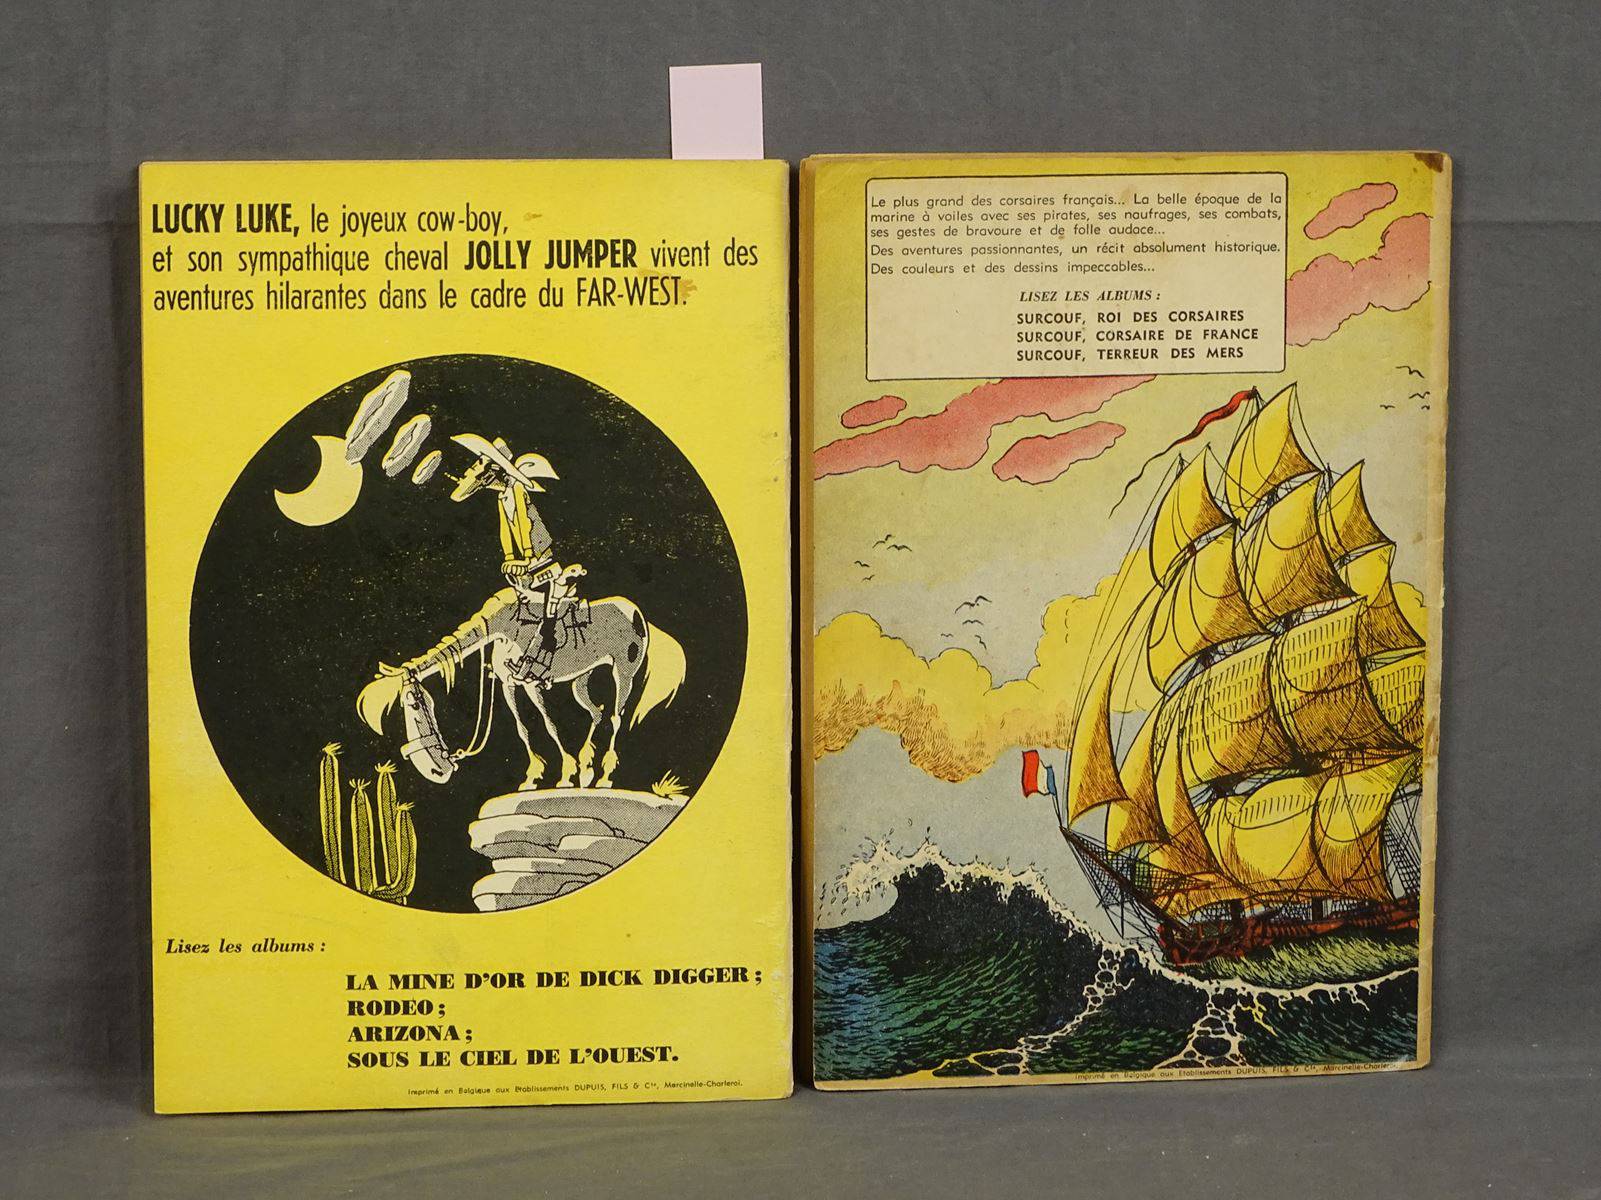 LUCKY LUKE, le joyeux cow-boy,
et son sympathique cheval JOLLY JUMPER vivent des
aventures hilarantes dans le cadre du FAR-WEST.
Lisez les albums :
LA MINE D'OR DE DICK DIGGER ;
RODEO ;
ARIZONA ;
SOUS LE CIEL DE L'OUEST.
Imprimé en Belgique aux Etablissements DUPUIS, FILS & Cie, Marcinelle-Charleroi.
Le plus grand des corsaires français... La belle époque de la
marine à voiles avec ses pirates, ses naufrages, ses combats,
ses gestes de bravoure et de folle audace...
Des aventures passionnantes, un récit absolument historique.
Des couleurs et des dessins impeccables...
LISEZ LES ALBUMS :
SURCOUF, ROI DES CORSAIRES
SURCOUF, CORSAIRE DE FRANCE
SURCOUF, TERREUR DES MERS
Imprimé en Belgique aux Etablissements DUPUIS, FILS & Cie, Marcinelle-Charleroi.